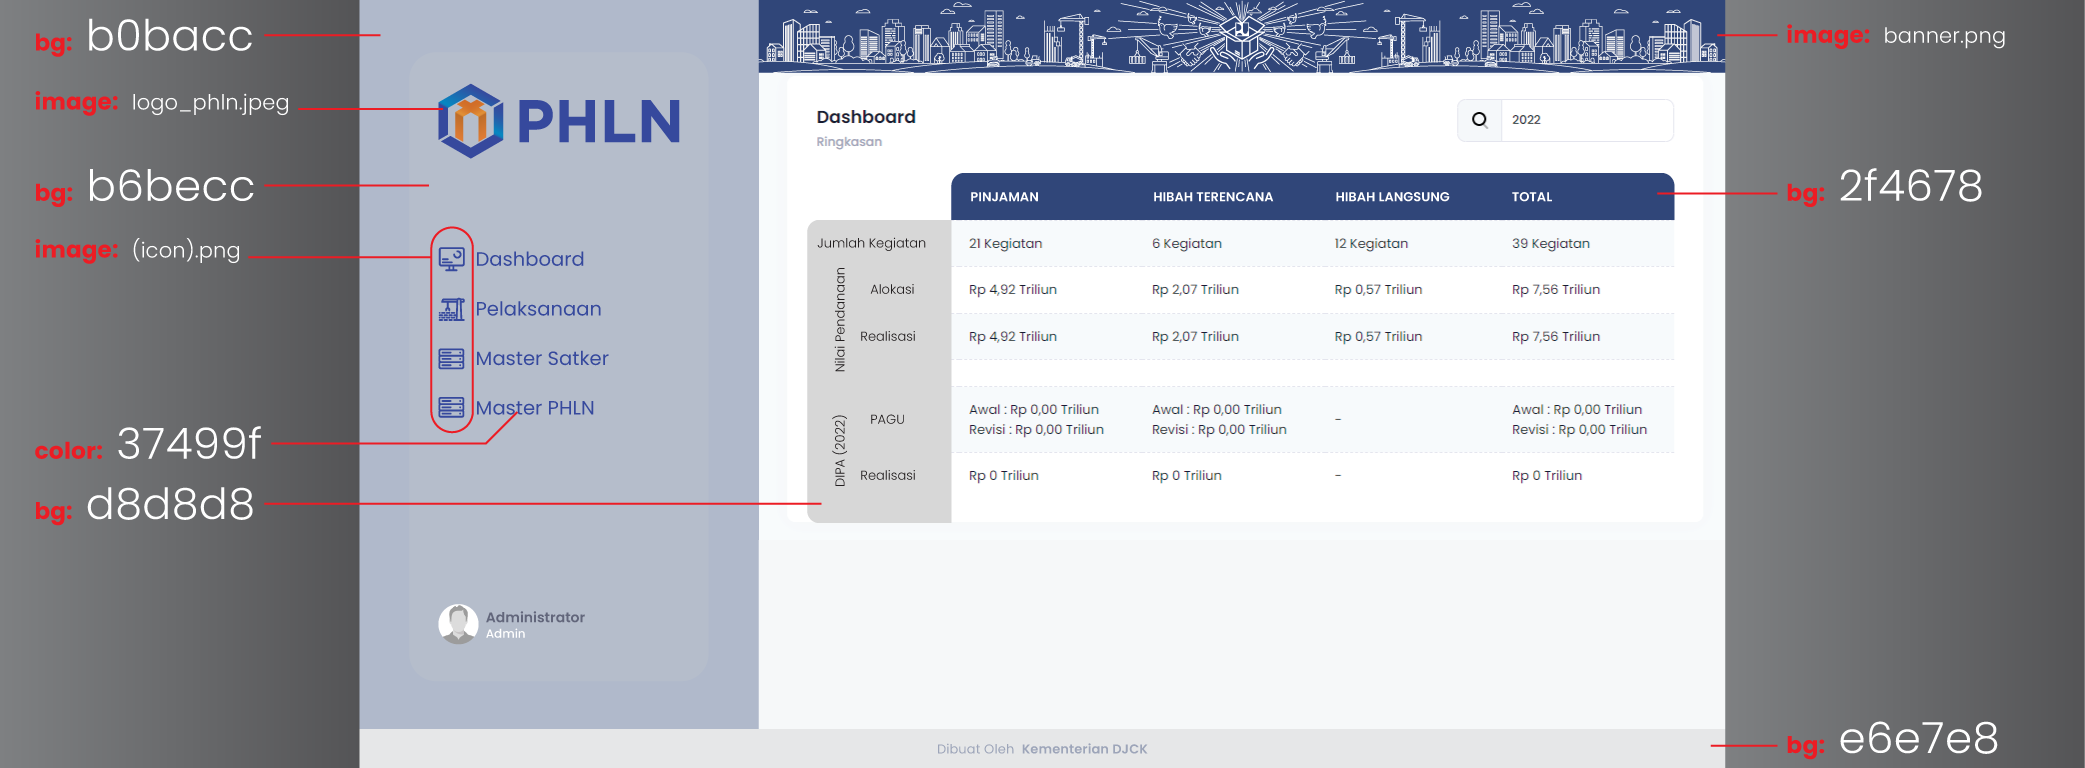 bg: b0bacc
image: logo_phln.jpeg
bg: b6becc
image: (icon).png
color: 37499f
bg: d8d8d8
PHLN
Dashboard
Pelaksanaan
Master Satker
Master PHLN
Administrator
Admin
Dashboard
Ringkasan
2022
PINJAMAN HIBAH TERENCANA HIBAH LANGSUNG TOTAL
Jumlah Kegiatan 21 Kegiatan 6 Kegiatan 12 Kegiatan 39 Kegiatan
Nilai Pendanaan
Alokasi Rp 4,92 Triliun Rp 2,07 Triliun Rp 0,57 Triliun Rp 7,56 Triliun
Realisasi Rp 4,92 Triliun Rp 2,07 Triliun Rp 0,57 Triliun Rp 7,56 Triliun
DIPA (2022)
PAGU
Awal : Rp 0,00 Triliun Awal : Rp 0,00 Triliun - Awal : Rp 0,00 Triliun
Revisi : Rp 0,00 Triliun Revisi : Rp 0,00 Triliun Revisi : Rp 0,00 Triliun
Realisasi Rp 0 Triliun Rp 0 Triliun - Rp 0 Triliun
Dibuat Oleh Kementerian DJCK
image: banner.png
bg: 2f4678
bg: e6e7e8